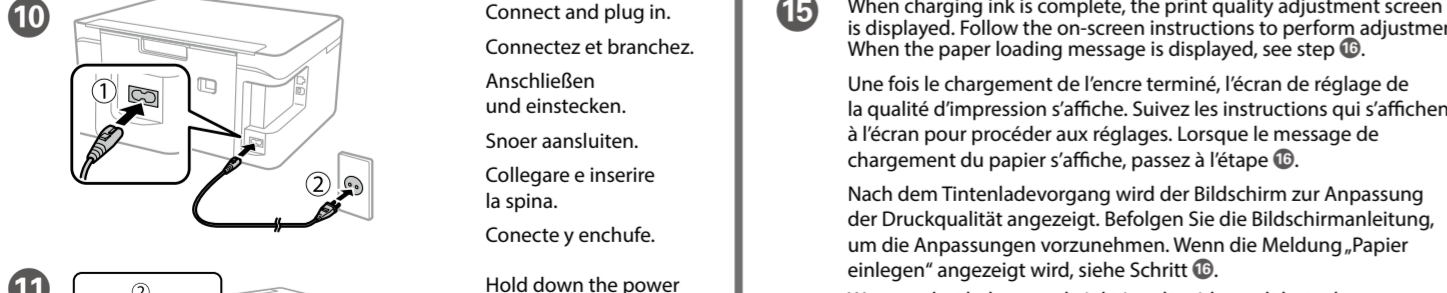 10
1
2
Connect and plug in.
Connectez et branchez.
Anschließen
und einstecken.
Snoer aansluiten.
Collegare e inserire
la spina.
Conecte y enchufe.
11
2
Hold down the power
15
When charging ink is complete, the print quality adjustment screen
is displayed. Follow the on-screen instructions to perform
When the paper loading message is displayed, see step 16.
Une fois le chargement de l’encre terminé, l’écran de réglage de
la qualité d’impression s’affiche. Suivez les instructions qui
à l’écran pour procéder aux réglages. Lorsque le message de
chargement du papier s’affiche, passez à l’étape 16.
Nach dem Tintenladevorgang wird der Bildschirm zur Anpassung
der Druckqualität angezeigt. Befolgen Sie die Bildschirmanleitung,
um die Anpassungen vorzunehmen. Wenn die Meldung „Papier
einlegen“ angezeigt wird, siehe Schritt 16.